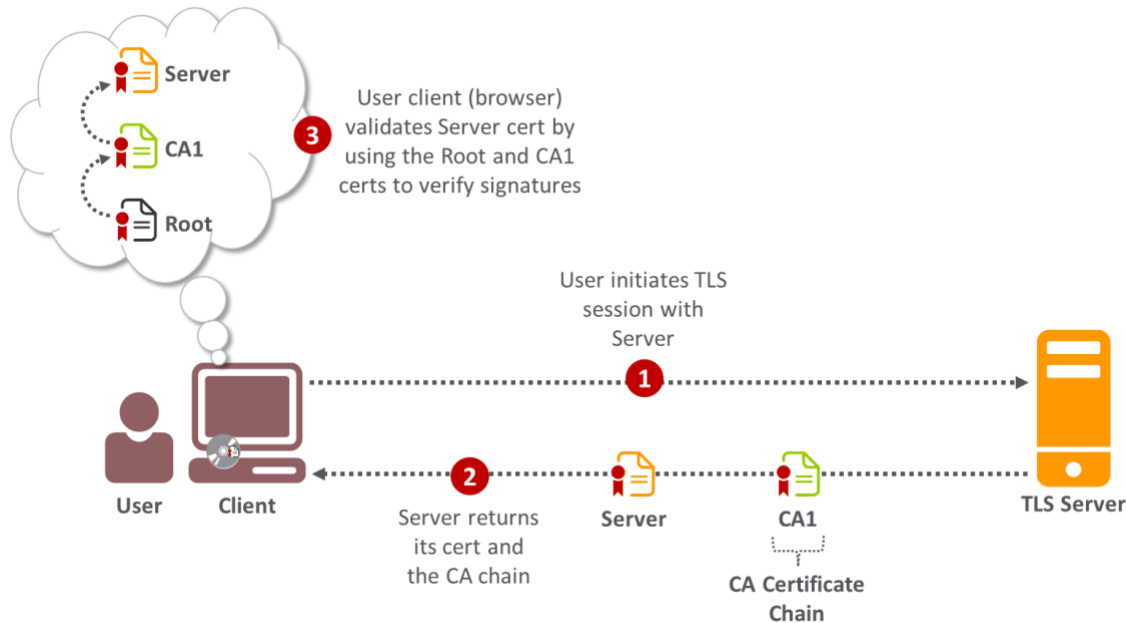 Server
CA1
Root
3
User client (browser)
validates Server cert by
using the Root and CA1
certs to verify signatures
User initiates TLS
session with
Server
1
2
Server returns
its cert and
the CA chain
Server
CA1
CA Certificate
Chain
User
Client
TLS Server